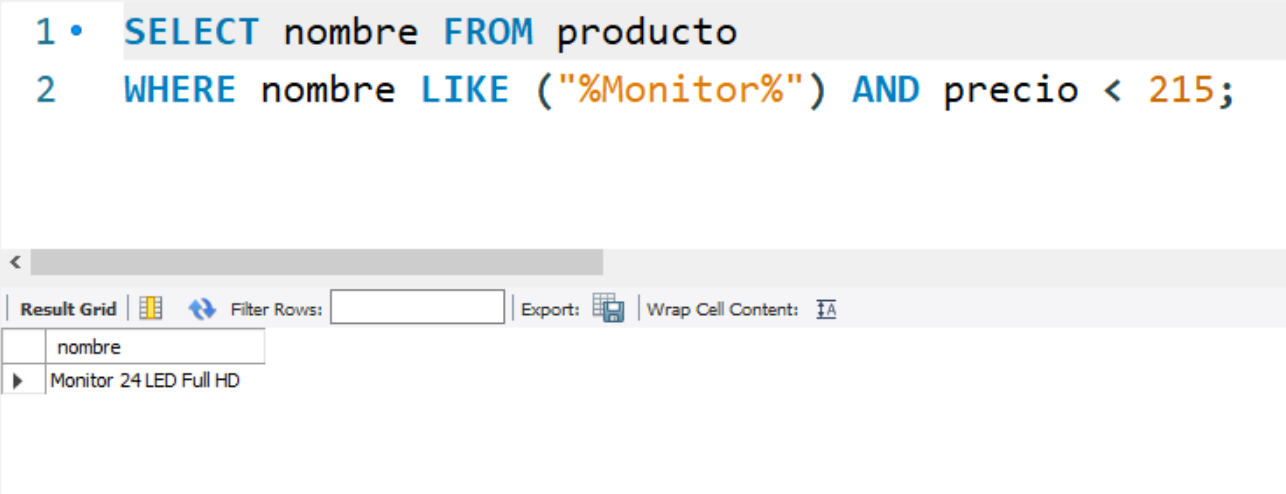 1 SELECT nombre FROM producto
2 WHERE nombre LIKE ("%Monitor%") AND precio < 215;
Result Grid Filter Rows: Export: Wrap Cell Content:
nombre
Monitor 24 LED Full HD